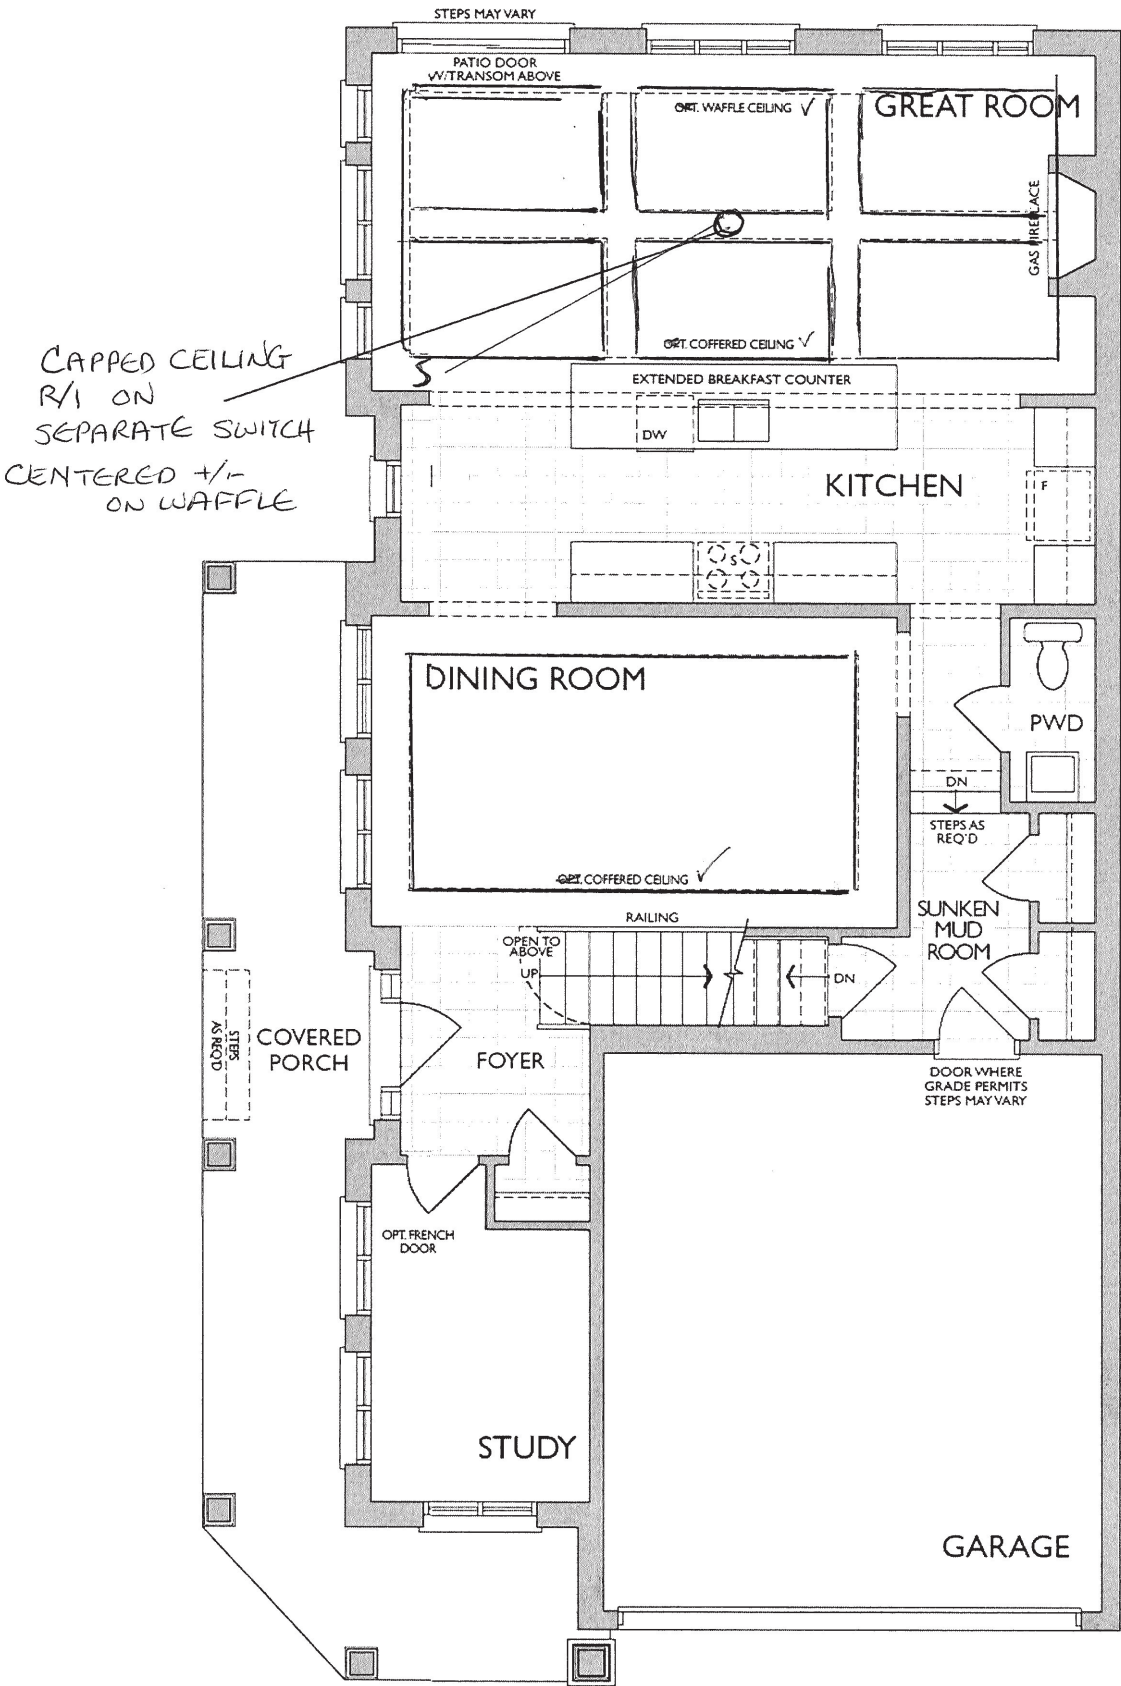 STEPS MAY VARY
PATIO DOOR
W/TRANSOM ABOVE
OPT. WAFFLE CEILING ✓
GREAT ROOM
GAS FIREPLACE
OPT. COFFERED CEILING ✓
CAPPED CEILING
R/I ON
SEPARATE SWITCH
CENTERED +/-
ON WAFFLE
EXTENDED BREAKFAST COUNTER
DW
KITCHEN
F
S
DINING ROOM
PWD
DN
STEPS AS
REQ'D
OPT. COFFERED CEILING ✓
RAILING
SUNKEN
MUD
ROOM
OPEN TO
ABOVE
UP
DN
STEPS
AS REQ'D
COVERED
PORCH
FOYER
DOOR WHERE
GRADE PERMITS
STEPS MAY VARY
OPT. FRENCH
DOOR
STUDY
GARAGE